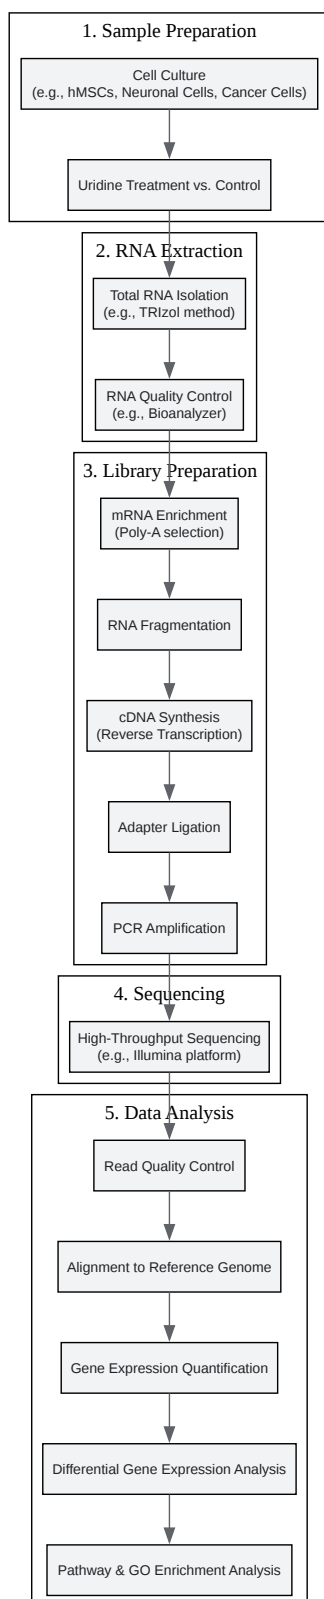 1. Sample Preparation
Cell Culture
(e.g., hMSCs, Neuronal Cells, Cancer Cells)
Uridine Treatment vs. Control
2. RNA Extraction
Total RNA Isolation
(e.g., TRIzol method)
RNA Quality Control
(e.g., Bioanalyzer)
3. Library Preparation
mRNA Enrichment
(Poly-A selection)
RNA Fragmentation
cDNA Synthesis
(Reverse Transcription)
Adapter Ligation
PCR Amplification
4. Sequencing
High-Throughput Sequencing
(e.g., Illumina platform)
5. Data Analysis
Read Quality Control
Alignment to Reference Genome
Gene Expression Quantification
Differential Gene Expression Analysis
Pathway & GO Enrichment Analysis